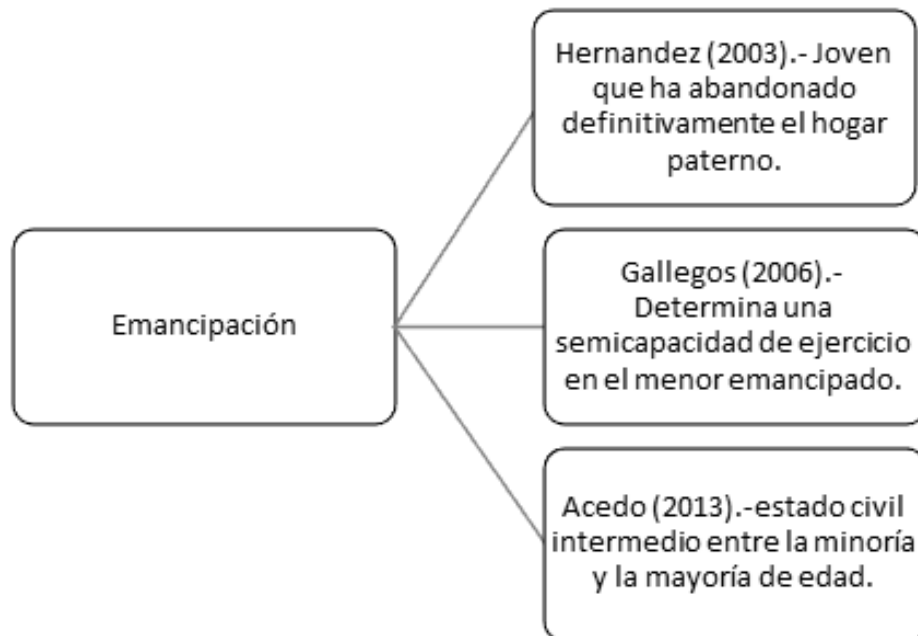 Hernandez (2003).- Joven
que ha abandonado
definitivamente el hogar
paterno.
Emancipación
Gallegos (2006).-
Determina una
semicapacidad de ejercicio
en el menor emancipado.
Acedo (2013).-estado civil
intermedio entre la minoría
y la mayoría de edad.